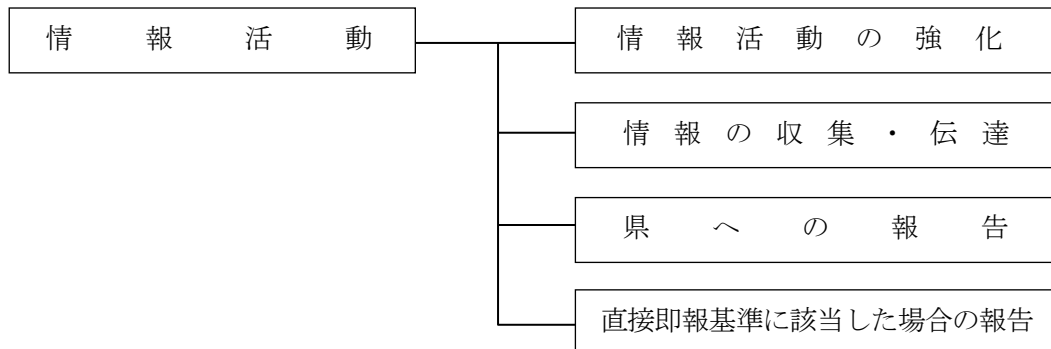 情報活動
情報活動の強化
情報の収集・伝達
県への報告
直接即報基準に該当した場合の報告